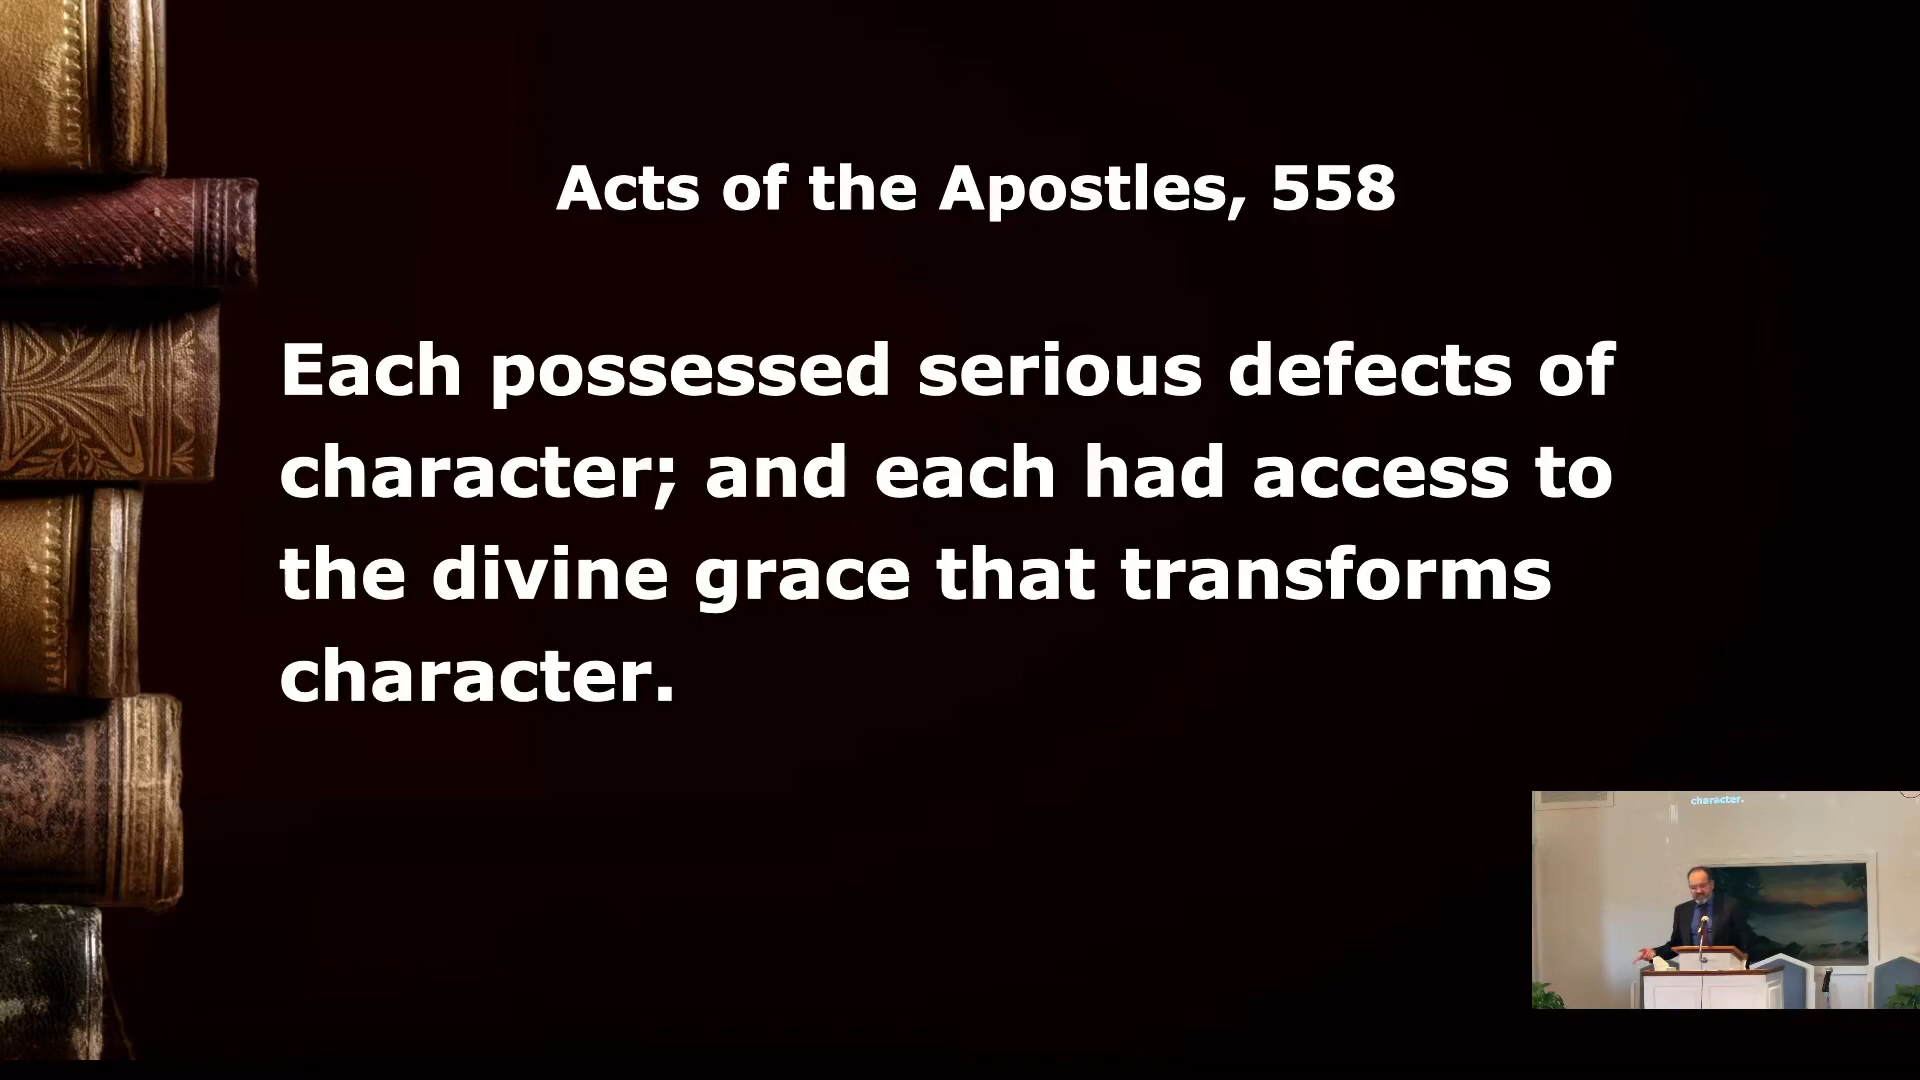 Acts of the Apostles, 558
Each possessed serious defects of
character; and each had access to
the divine grace that transforms
character.
character.